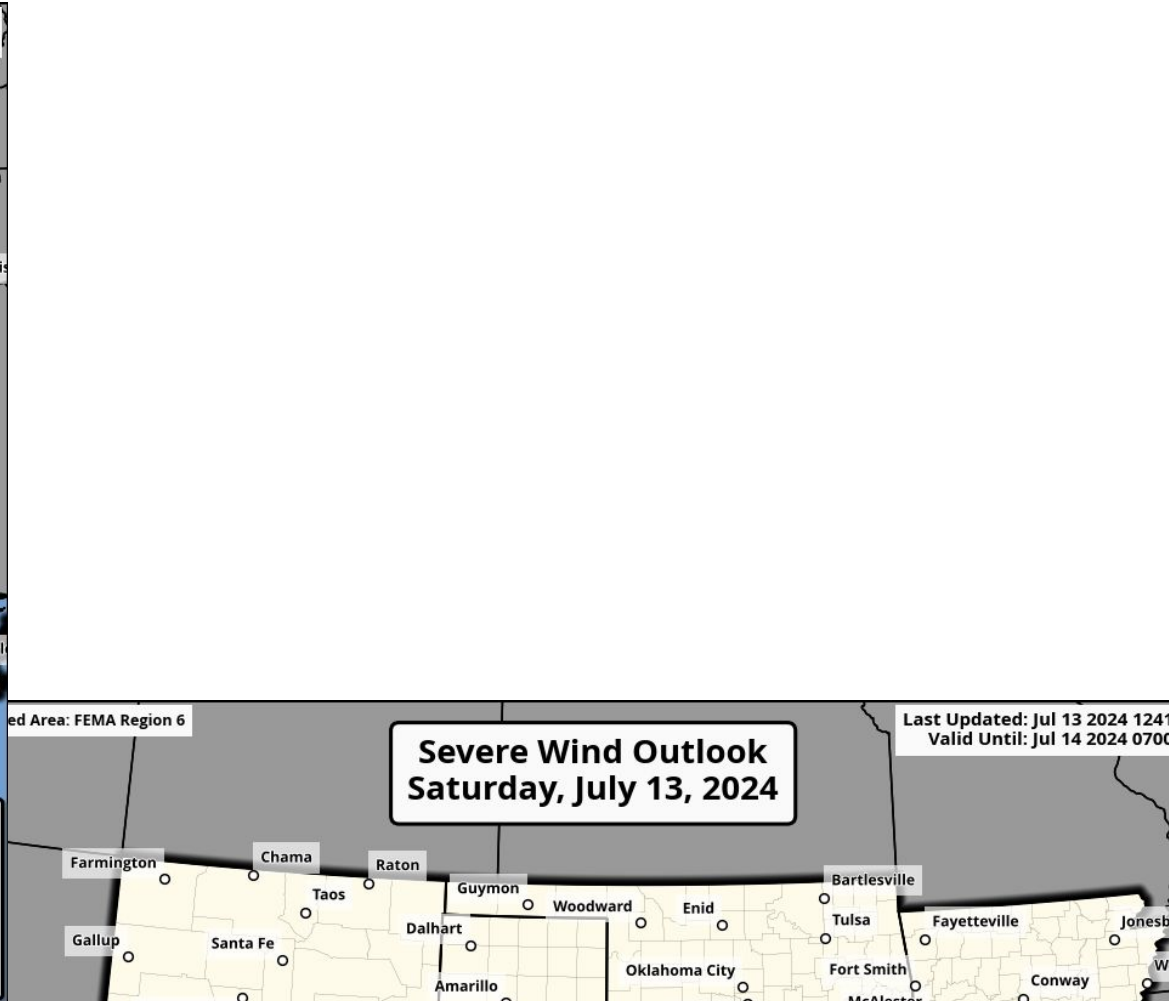 ed Area: FEMA Region 6
Last Updated: Jul 13 2024 1241
Valid Until: Jul 14 2024 0700
Severe Wind Outlook
Saturday, July 13, 2024
Farmington
Chama
Raton
Taos
Guymon
Woodward
Enid
Bartlesville
Tulsa
Fayetteville
Jonesb
Dalhart
Gallup
Santa Fe
Oklahoma City
Fort Smith
W
Amarillo
Conway
McAlester